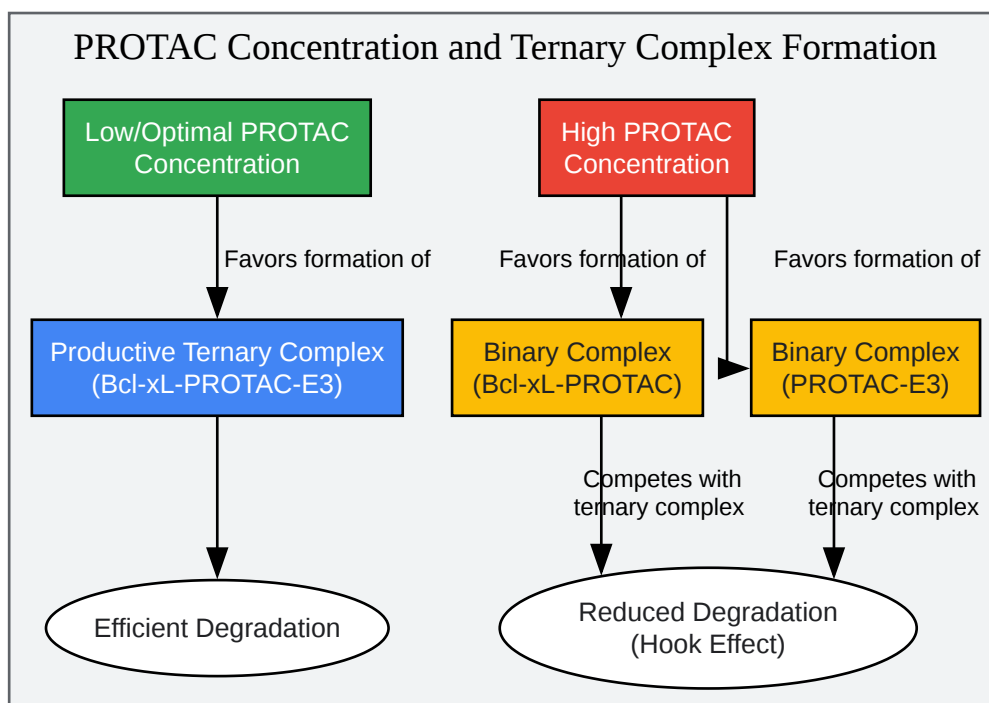 PROTAC Concentration and Ternary Complex Formation
Low/Optimal PROTAC
Concentration
High PROTAC
Concentration
Favors formation of
Favors formation of
Favors formation of
Productive Ternary Complex
(Bcl-xL-PROTAC-E3)
Binary Complex
(Bcl-xL-PROTAC)
Binary Complex
(PROTAC-E3)
Competes with
ternary complex
Competes with
ternary complex
Efficient Degradation
Reduced Degradation
(Hook Effect)